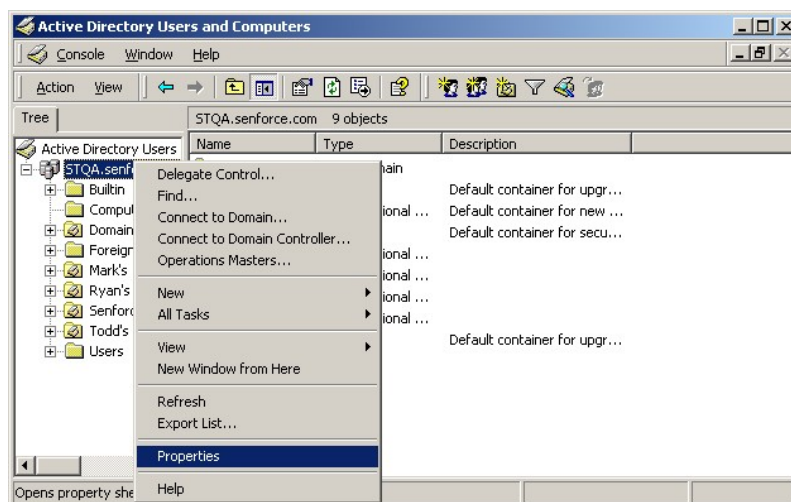 Active Directory Users and Computers
Console Window Help
Action View
Tree
STQA.senforce.com 9 objects
Name Type Description
Active Directory Users
STQA.senf
Builtin
Compu
Domain
Foreign
Mark's
Ryan's
Senforc
Todd's
Users
Delegate Control...
Find...
Connect to Domain...
Connect to Domain Controller...
Operations Masters...
New
All Tasks
View
New Window from Here
Refresh
Export List...
Properties
Help
main
Default container for upgr...
ional ... Default container for new ...
Default container for secu...
ional ...
ional ...
ional ...
ional ...
Default container for upgr...
Opens property she